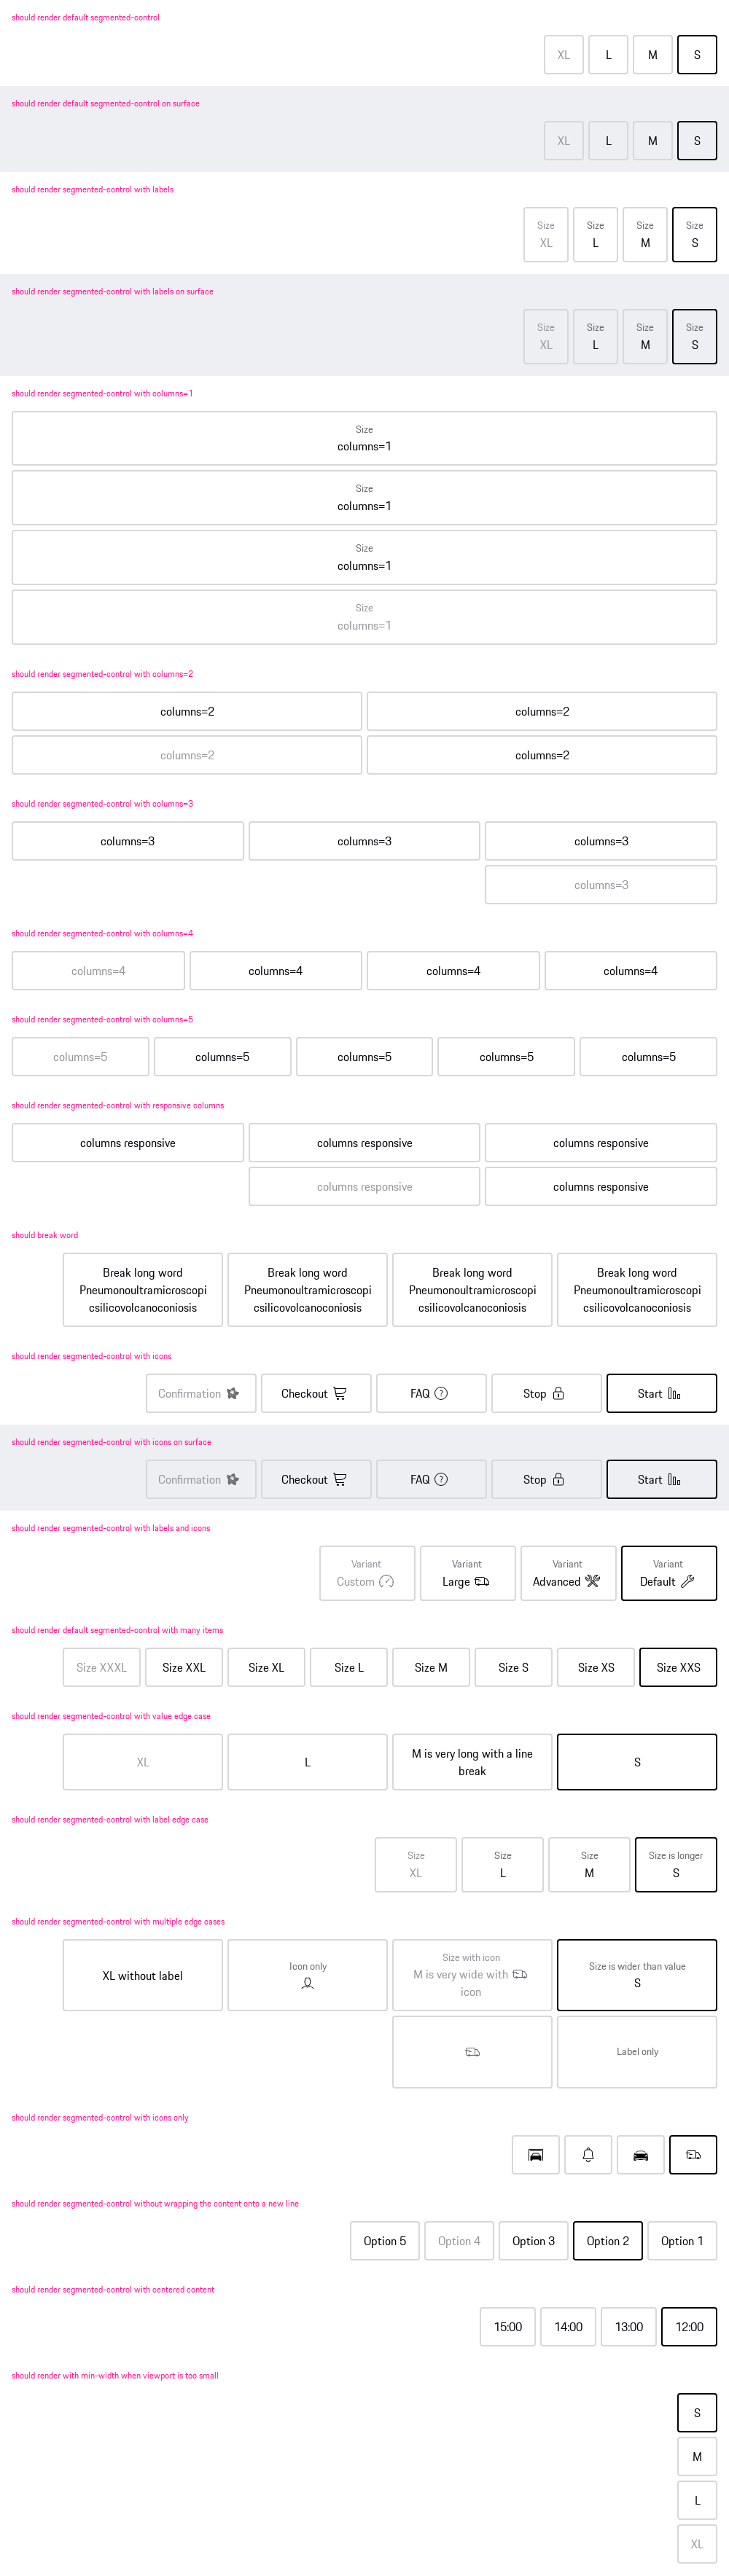 should render default segmented-control
XL L M S
should render default segmented-control on surface
XL L M S
should render segmented-control with labels
Size Size Size Size
XL L M S
should render segmented-control with labels on surface
Size Size Size Size
XL L M S
should render segmented-control with columns=1
Size
columns=1
Size
columns=1
Size
columns=1
Size
columns=1
should render segmented-control with columns=2
columns=2 columns=2
columns=2 columns=2
should render segmented-control with columns=3
columns=3 columns=3 columns=3
columns=3
should render segmented-control with columns=4
columns=4 columns=4 columns=4 columns=4
should render segmented-control with columns=5
columns=5 columns=5 columns=5 columns=5 columns=5
should render segmented-control with responsive columns
columns responsive columns responsive columns responsive
columns responsive columns responsive
should break word
Break long word Break long word Break long word Break long word
Pneumonoultramicroscopi Pneumonoultramicroscopi Pneumonoultramicroscopi Pneumonoultramicroscopi
csilicovolcanoconiosis csilicovolcanoconiosis csilicovolcanoconiosis csilicovolcanoconiosis
should render segmented-control with icons
Confirmation Checkout FAQ Stop Start
should render segmented-control with icons on surface
Confirmation Checkout FAQ Stop Start
should render segmented-control with labels and icons
Variant Variant Variant Variant
Custom Large Advanced Default
should render default segmented-control with many items
Size XXXL Size XXL Size XL Size L Size M Size S Size XS Size XXS
should render segmented-control with value edge case
XL L M is very long with a line break S
should render segmented-control with label edge case
Size Size Size Size is longer
XL L M S
should render segmented-control with multiple edge cases
XL without label
Icon only
Size with icon
M is very wide with
icon
Size is wider than value
S
Label only
should render segmented-control with icons only
should render segmented-control without wrapping the content onto a new line
Option 5 Option 4 Option 3 Option 2 Option 1
should render segmented-control with centered content
15:00 14:00 13:00 12:00
should render with min-width when viewport is too small
S
M
L
XL